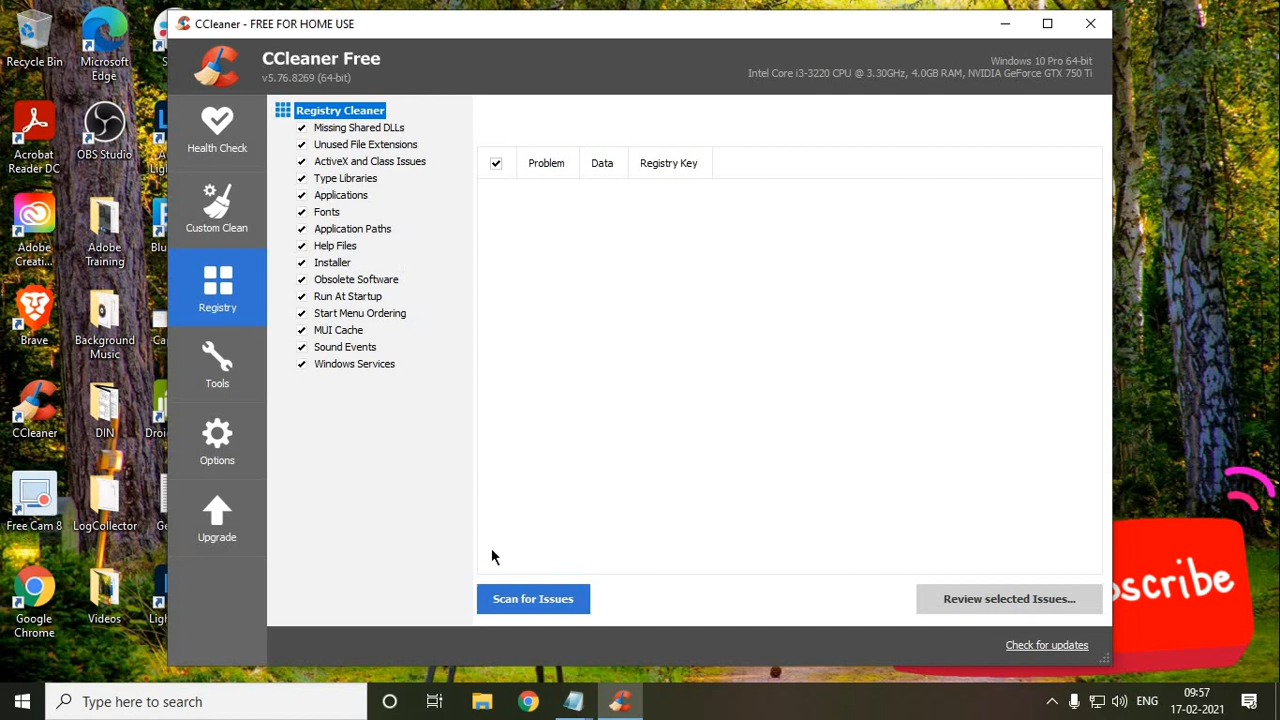 CCleaner - FREE FOR HOME USE
CCleaner Free
v5.76.8269 (64-bit)
Windows 10 Pro 64-bit
Intel Core i3-3220 CPU @ 3.30GHz, 4.0GB RAM, NVIDIA GeForce GTX 750 Ti
Health Check
Custom Clean
Registry
Tools
Options
Upgrade
Registry Cleaner
Missing Shared DLLs
Unused File Extensions
ActiveX and Class Issues
Type Libraries
Applications
Fonts
Application Paths
Help Files
Installer
Obsolete Software
Run At Startup
Start Menu Ordering
MUI Cache
Sound Events
Windows Services
Problem
Data
Registry Key
Scan for Issues
Review selected Issues...
Check for updates
Recycle Bin
Microsoft
Edge
S
Acrobat
Reader DC
OBS Studio
Adobe
Creati...
Adobe
Training
Blu
Brave
Background
Music
Ca
CCleaner
DIN
Droi
Free Cam 8
LogCollector
Ge
Google
Chrome
Videos
Ligh
bscribe
Type here to search
ENG
09:57
17-02-2021